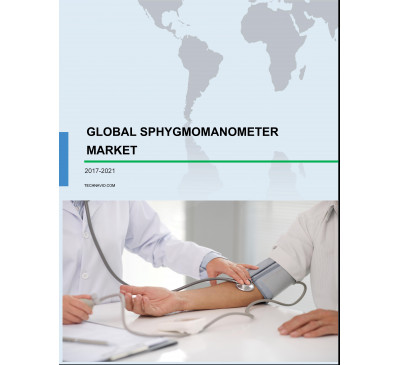 GLOBAL SPHYGMOMANOMETER
MARKET
2017-2021
TECHNAVIO.COM